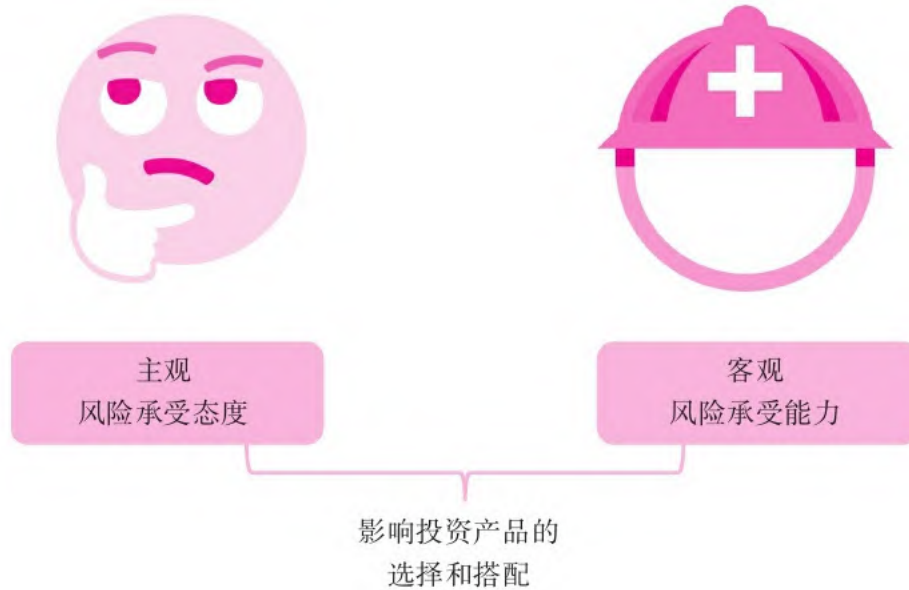 主观
风险承受态度
客观
风险承受能力
影响投资产品的
选择和搭配